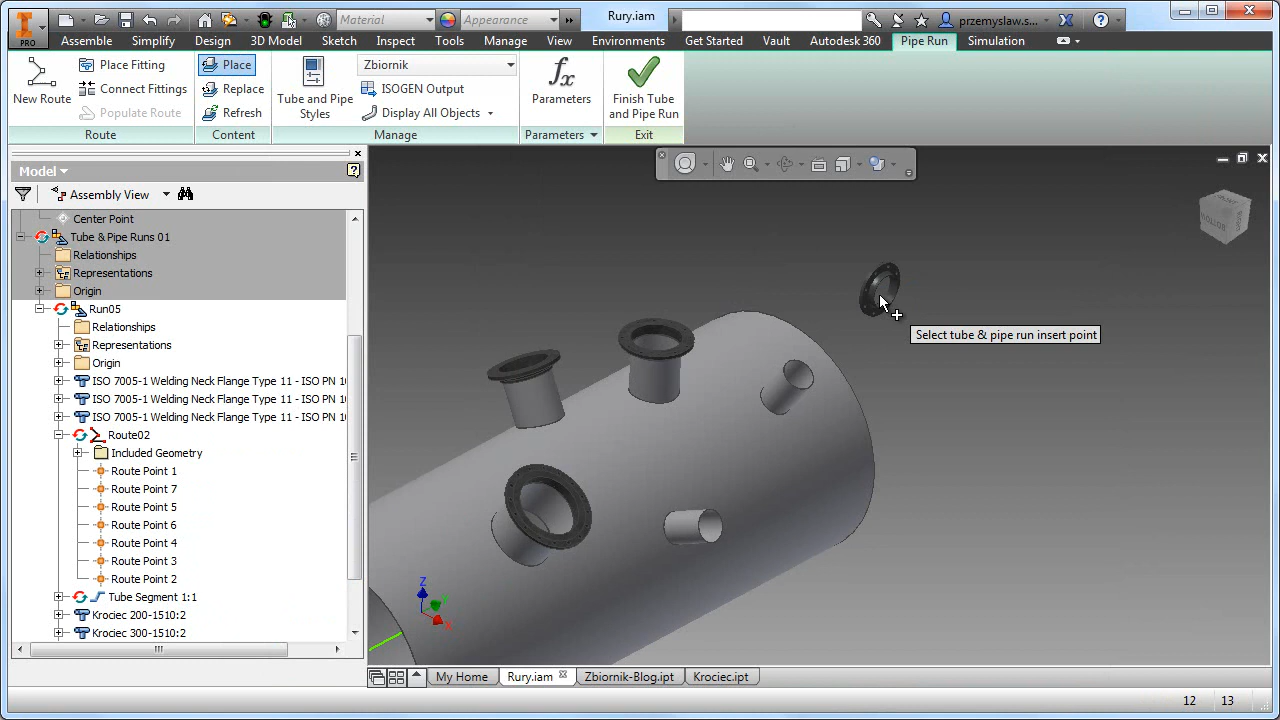 Material
Appearance
Rury.iam
przemyslaw.s...
PRO
Assemble
Simplify
Design
3D Model
Sketch
Inspect
Tools
Manage
View
Environments
Get Started
Vault
Autodesk 360
Pipe Run
Simulation
New Route
Place Fitting
Connect Fittings
Populate Route
Route
Place
Replace
Refresh
Content
Tube and Pipe
Styles
Zbiornik
ISOGEN Output
Display All Objects
Manage
fx
Parameters
Parameters
Finish Tube
and Pipe Run
Exit
Model
Assembly View
Center Point
Tube & Pipe Runs 01
Relationships
Representations
Origin
Run05
Relationships
Representations
Origin
ISO 7005-1 Welding Neck Flange Type 11 - ISO PN 1
ISO 7005-1 Welding Neck Flange Type 11 - ISO PN 1
ISO 7005-1 Welding Neck Flange Type 11 - ISO PN 1
Route02
Included Geometry
Route Point 1
Route Point 7
Route Point 5
Route Point 6
Route Point 4
Route Point 3
Route Point 2
Tube Segment 1:1
Krociec 200-1510:2
Krociec 300-1510:2
Select tube & pipe run insert point
Z
X
My Home
Rury.iam
Zbiornik-Blog.ipt
Krociec.ipt
12
13